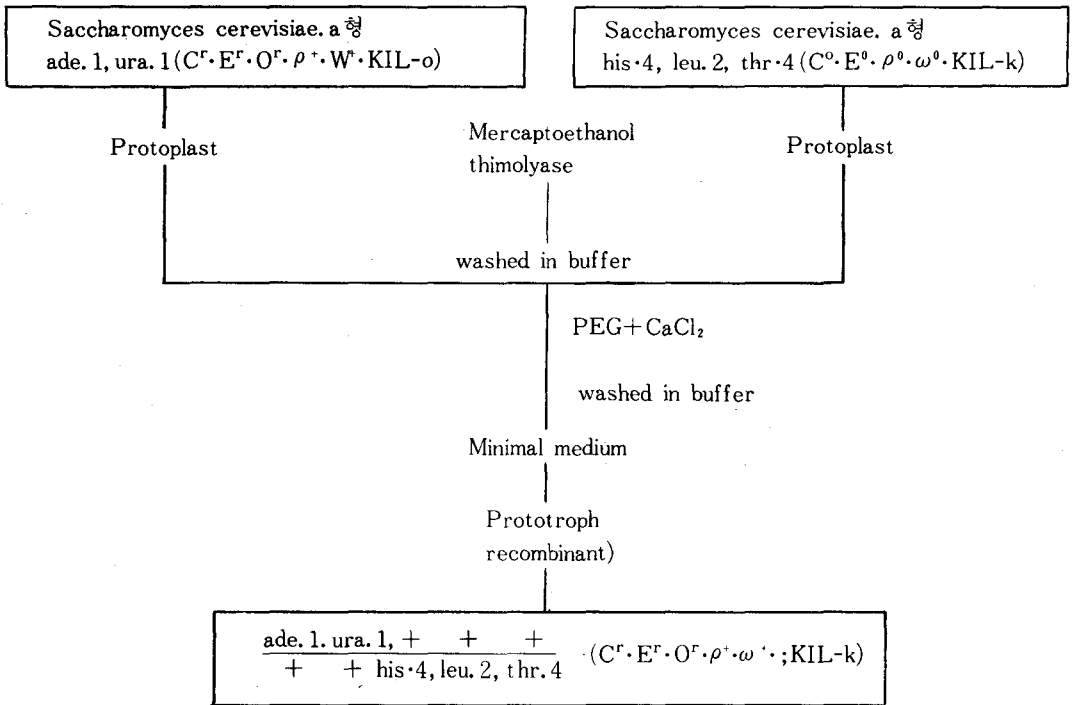 Saccharomyces cerevisiae. a형
ade. 1, ura. 1(Cʳ·Eʳ·Oʳ·ρ⁺·W⁺·KIL-o)
Saccharomyces cerevisiae. a형
his·4, leu. 2, thr·4 (C⁰·E⁰·ρ⁰·ω⁰·KIL-k)
Protoplast
Mercaptoethanol
thimolyase
Protoplast
washed in buffer
PEG+CaCl₂
washed in buffer
Minimal medium
Prototroph
recombinant)
ade. 1. ura. 1, + + +
+ + his·4, leu. 2, thr. 4 (Cʳ·Eʳ·Oʳ·ρ⁺·ω⁺·;KIL-k)